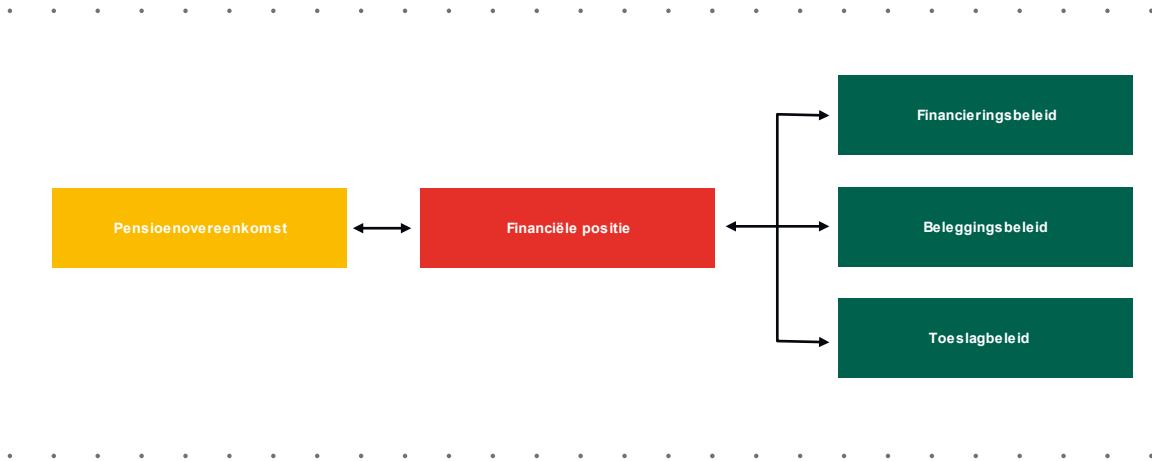 Financieringsbeleid
Pensioenovereenkomst
Financiële positie
Beleggingsbeleid
Toeslagbeleid